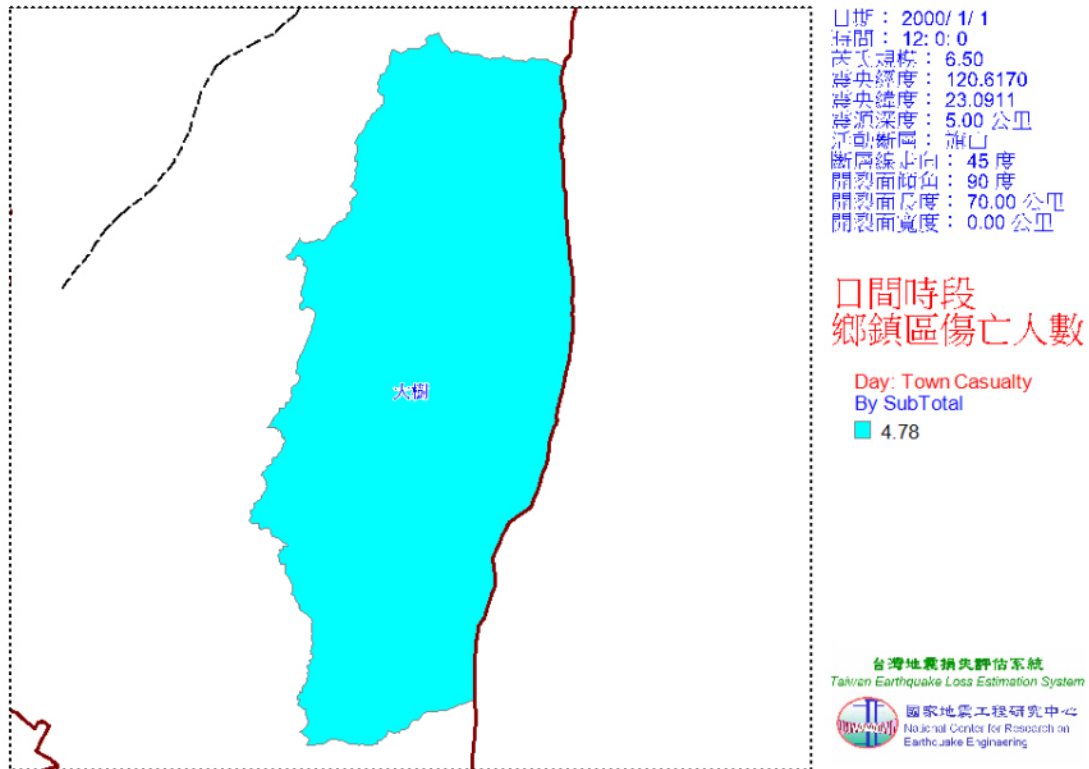 大樹
日期： 2000/ 1/ 1
時間： 12: 0: 0
芮氏規模： 6.50
震央經度： 120.6170
震央緯度： 23.0911
震源深度： 5.00 公里
活動斷層： 旗山
斷層線走向： 45 度
開裂面傾角： 90 度
開裂面長度： 70.00 公里
開裂面寬度： 0.00 公里
日間時段
鄉鎮區傷亡人數
Day: Town Casualty
By SubTotal
4.78
台灣地震損失評估系統
Taiwan Earthquake Loss Estimation System
國家地震工程研究中心
National Center for Research on
Earthquake Engineering